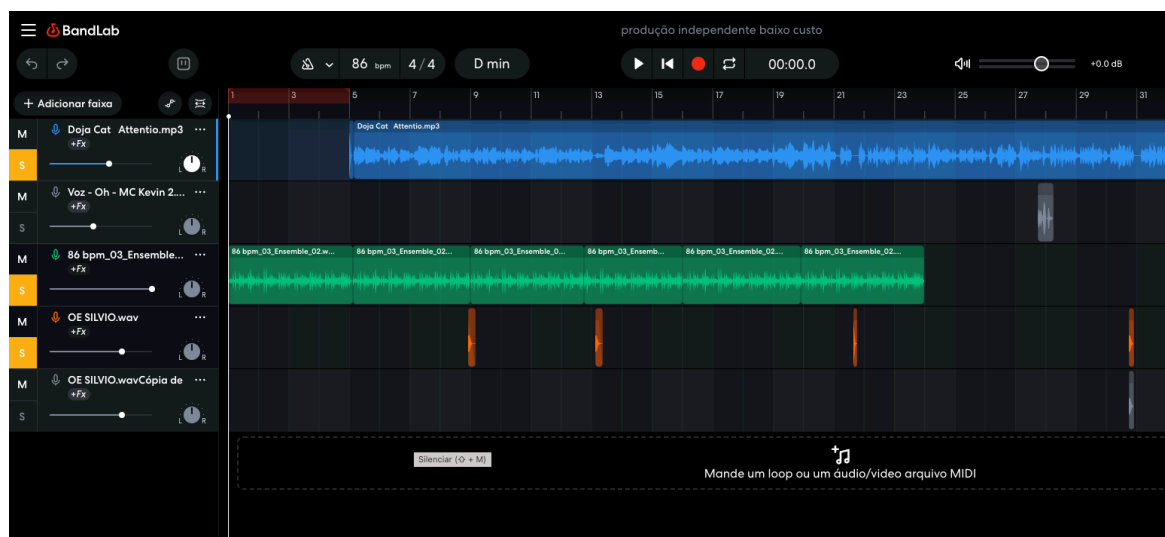 BandLab
produção independente baixo custo
86 bpm 4/4 D min
00:00.0
+0.0 dB
+ Adicionar faixa
1 3 5 7 9 11 13 15 17 19 21 23 25 27 29 31
M Doja Cat Attentio.mp3 ...
+Fx
S L R
Doja Cat Attentio.mp3
M Voz - Oh - MC Kevin 2.... ...
+Fx
S L R
M 86 bpm_03_Ensemble... ...
+Fx
S L R
86 bpm_03_Ensemble_02.w... 86 bpm_03_Ensemble_02.... 86 bpm_03_Ensemble_0... 86 bpm_03_Ensemb... 86 bpm_03_Ensemble_02.... 86 bpm_03_Ensemble_02....
M OE SILVIO.wav ...
+Fx
S L R
M OE SILVIO.wavCópia de ...
+Fx
S L R
Silenciar (⇧ + M)
Mande um loop ou um áudio/video arquivo MIDI